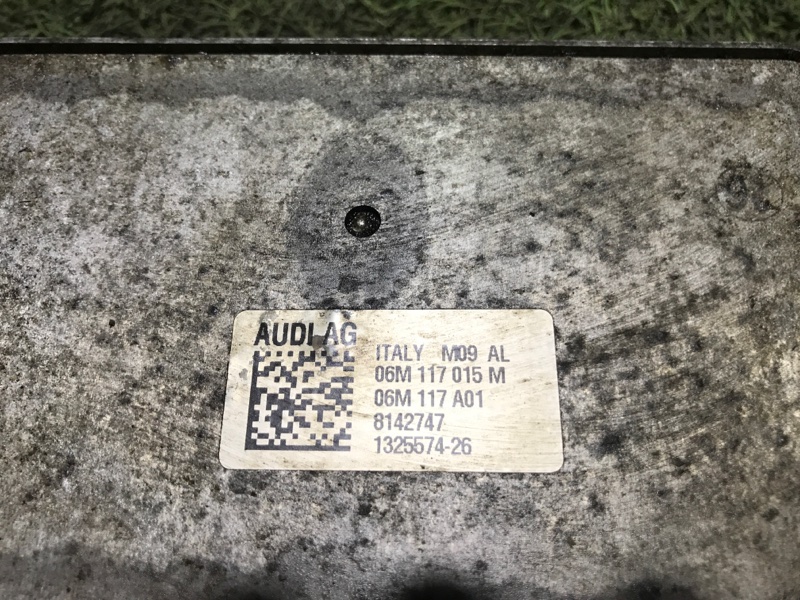 AUDI AG
ITALY M09 AL
06M 117 015 M
06M 117 A01
8142747
1325574-26